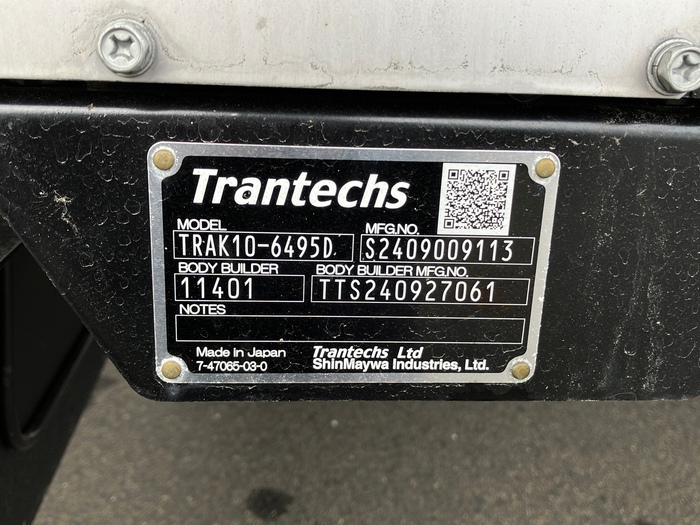 Trantechs
MODEL MFG.NO.
TRAK10-6495D S2409009113
BODY BUILDER BODY BUILDER MFG.NO.
11401 TTS240927061
NOTES
Made in Japan Trantechs Ltd
7-47065-03-0 ShinMaywa Industries, Ltd.